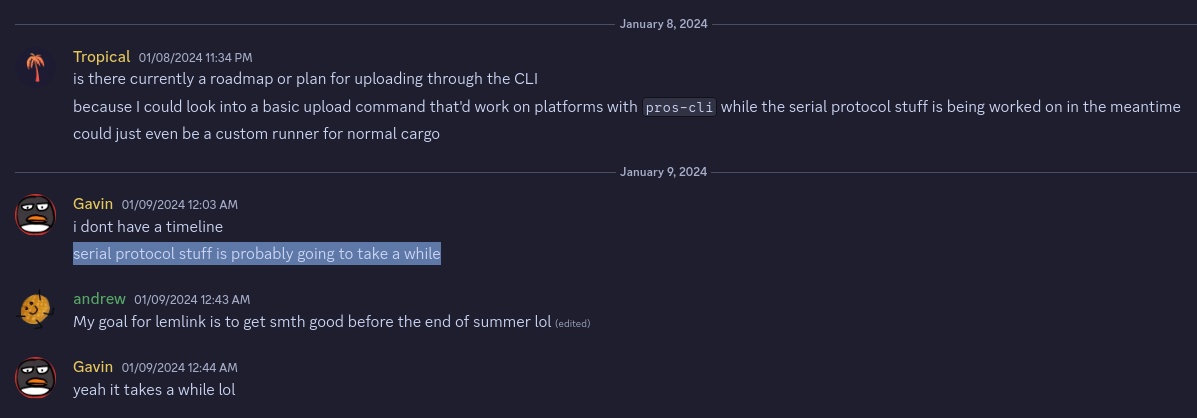 January 8, 2024
Tropical 01/08/2024 11:34 PM
is there currently a roadmap or plan for uploading through the CLI
because I could look into a basic upload command that'd work on platforms with pros-cli while the serial protocol stuff is being worked on in the meantime
could just even be a custom runner for normal cargo
January 9, 2024
Gavin 01/09/2024 12:03 AM
i dont have a timeline
serial protocol stuff is probably going to take a while
andrew 01/09/2024 12:43 AM
My goal for lemlink is to get smth good before the end of summer lol (edited)
Gavin 01/09/2024 12:44 AM
yeah it takes a while lol